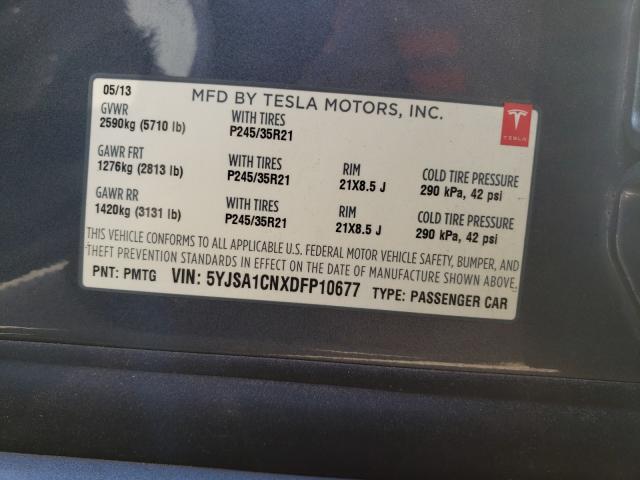 05/13
MFD BY TESLA MOTORS, INC.
TESLA
GVWR WITH TIRES
2590kg (5710 lb) P245/35R21
GAWR FRT WITH TIRES RIM COLD TIRE PRESSURE
1276kg (2813 lb) P245/35R21 21X8.5 J 290 kPa, 42 psi
GAWR RR WITH TIRES RIM COLD TIRE PRESSURE
1420kg (3131 lb) P245/35R21 21X8.5 J 290 kPa, 42 psi
THIS VEHICLE CONFORMS TO ALL APPLICABLE U.S. FEDERAL MOTOR VEHICLE SAFETY, BUMPER, AND
THEFT PREVENTION STANDARDS IN EFFECT ON THE DATE OF MANUFACTURE SHOWN ABOVE.
PNT: PMTG VIN: 5YJSA1CNXDFP10677 TYPE: PASSENGER CAR